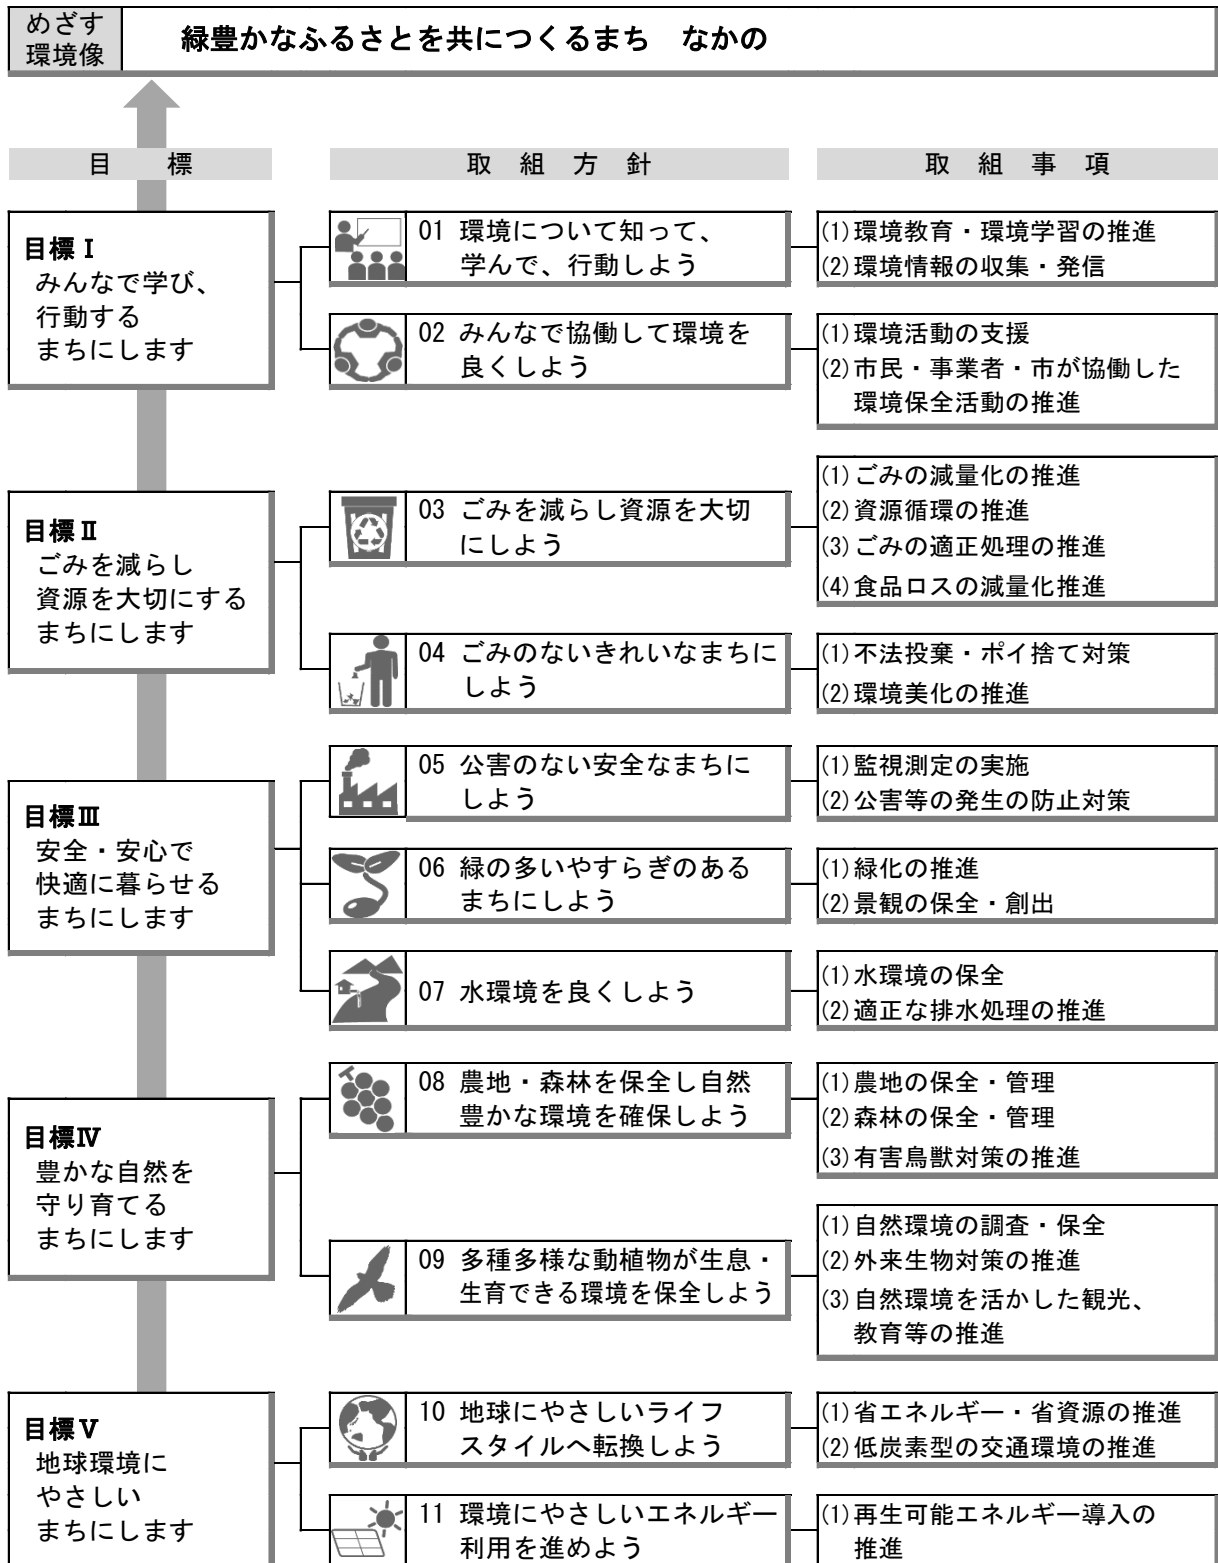 めざす
環境像
緑豊かなふるさとを共につくるまち　なかの
目　標
取　組　方　針
取　組　事　項
目標Ⅰ
みんなで学び、
行動する
まちにします
01 環境について知って、
学んで、行動しよう
(1)環境教育・環境学習の推進
(2)環境情報の収集・発信
02 みんなで協働して環境を
良くしよう
(1)環境活動の支援
(2)市民・事業者・市が協働した
環境保全活動の推進
目標Ⅱ
ごみを減らし
資源を大切にする
まちにします
03 ごみを減らし資源を大切
にしよう
(1)ごみの減量化の推進
(2)資源循環の推進
(3)ごみの適正処理の推進
(4)食品ロスの減量化推進
04 ごみのないきれいなまちに
しよう
(1)不法投棄・ポイ捨て対策
(2)環境美化の推進
目標Ⅲ
安全・安心で
快適に暮らせる
まちにします
05 公害のない安全なまちに
しよう
(1)監視測定の実施
(2)公害等の発生の防止対策
06 緑の多いやすらぎのある
まちにしよう
(1)緑化の推進
(2)景観の保全・創出
07 水環境を良くしよう
(1)水環境の保全
(2)適正な排水処理の推進
目標Ⅳ
豊かな自然を
守り育てる
まちにします
08 農地・森林を保全し自然
豊かな環境を確保しよう
(1)農地の保全・管理
(2)森林の保全・管理
(3)有害鳥獣対策の推進
09 多種多様な動植物が生息・
生育できる環境を保全しよう
(1)自然環境の調査・保全
(2)外来生物対策の推進
(3)自然環境を活かした観光、
教育等の推進
目標Ⅴ
地球環境に
やさしい
まちにします
10 地球にやさしいライフ
スタイルへ転換しよう
(1)省エネルギー・省資源の推進
(2)低炭素型の交通環境の推進
11 環境にやさしいエネルギー
利用を進めよう
(1)再生可能エネルギー導入の
推進